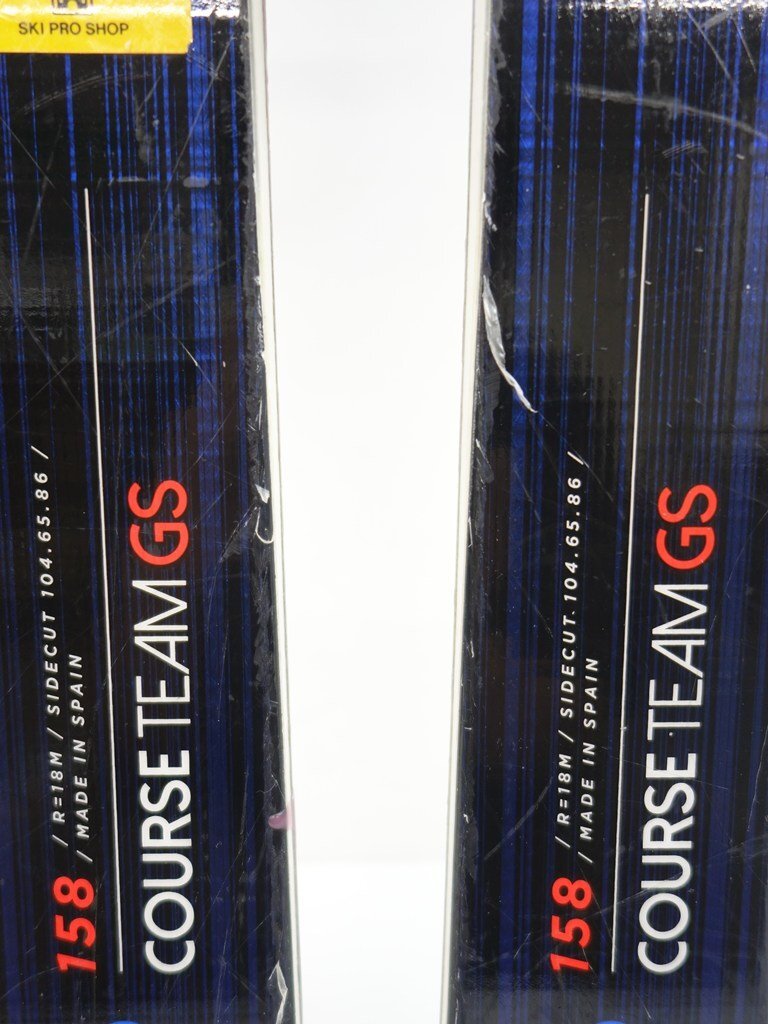 SKI PRO SHOP
158 / R=18M / SIDECUT 104.65.86 /
/ MADE IN SPAIN
COURSE TEAM GS
158 / R=18M / SIDECUT 104.65.86 /
/ MADE IN SPAIN
COURSE TEAM GS